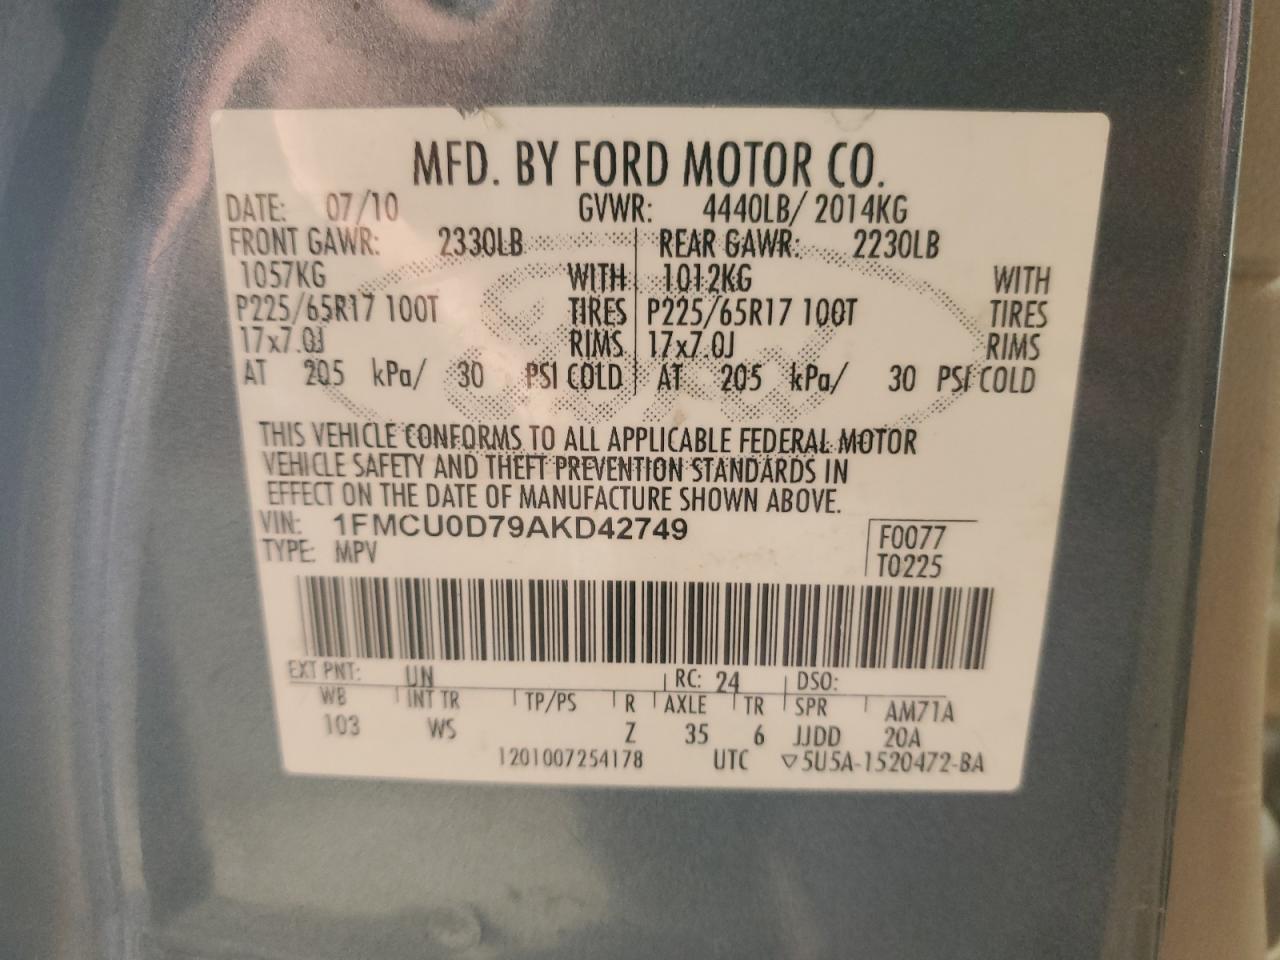 MFD. BY FORD MOTOR CO.
DATE: 07/10 GVWR: 4440LB/ 2014KG
FRONT GAWR: 2330LB REAR GAWR: 2230LB
1057KG WITH 1012KG WITH
P225/65R17 100T TIRES P225/65R17 100T TIRES
17x7.0J RIMS 17x7.0J RIMS
AT 205 kPa/ 30 PSI COLD AT 205 kPa/ 30 PSI COLD
THIS VEHICLE CONFORMS TO ALL APPLICABLE FEDERAL MOTOR
VEHICLE SAFETY AND THEFT PREVENTION STANDARDS IN
EFFECT ON THE DATE OF MANUFACTURE SHOWN ABOVE.
VIN: 1FMCU0D79AKD42749
TYPE: MPV
F0077
T0225
EXT PNT: UN RC: 24 DSO:
WB INT TR TP/PS R AXLE TR SPR AM71A
103 WS Z 35 6 JJDD 20A
1201007254178 UTC ▽5U5A-1520472-BA